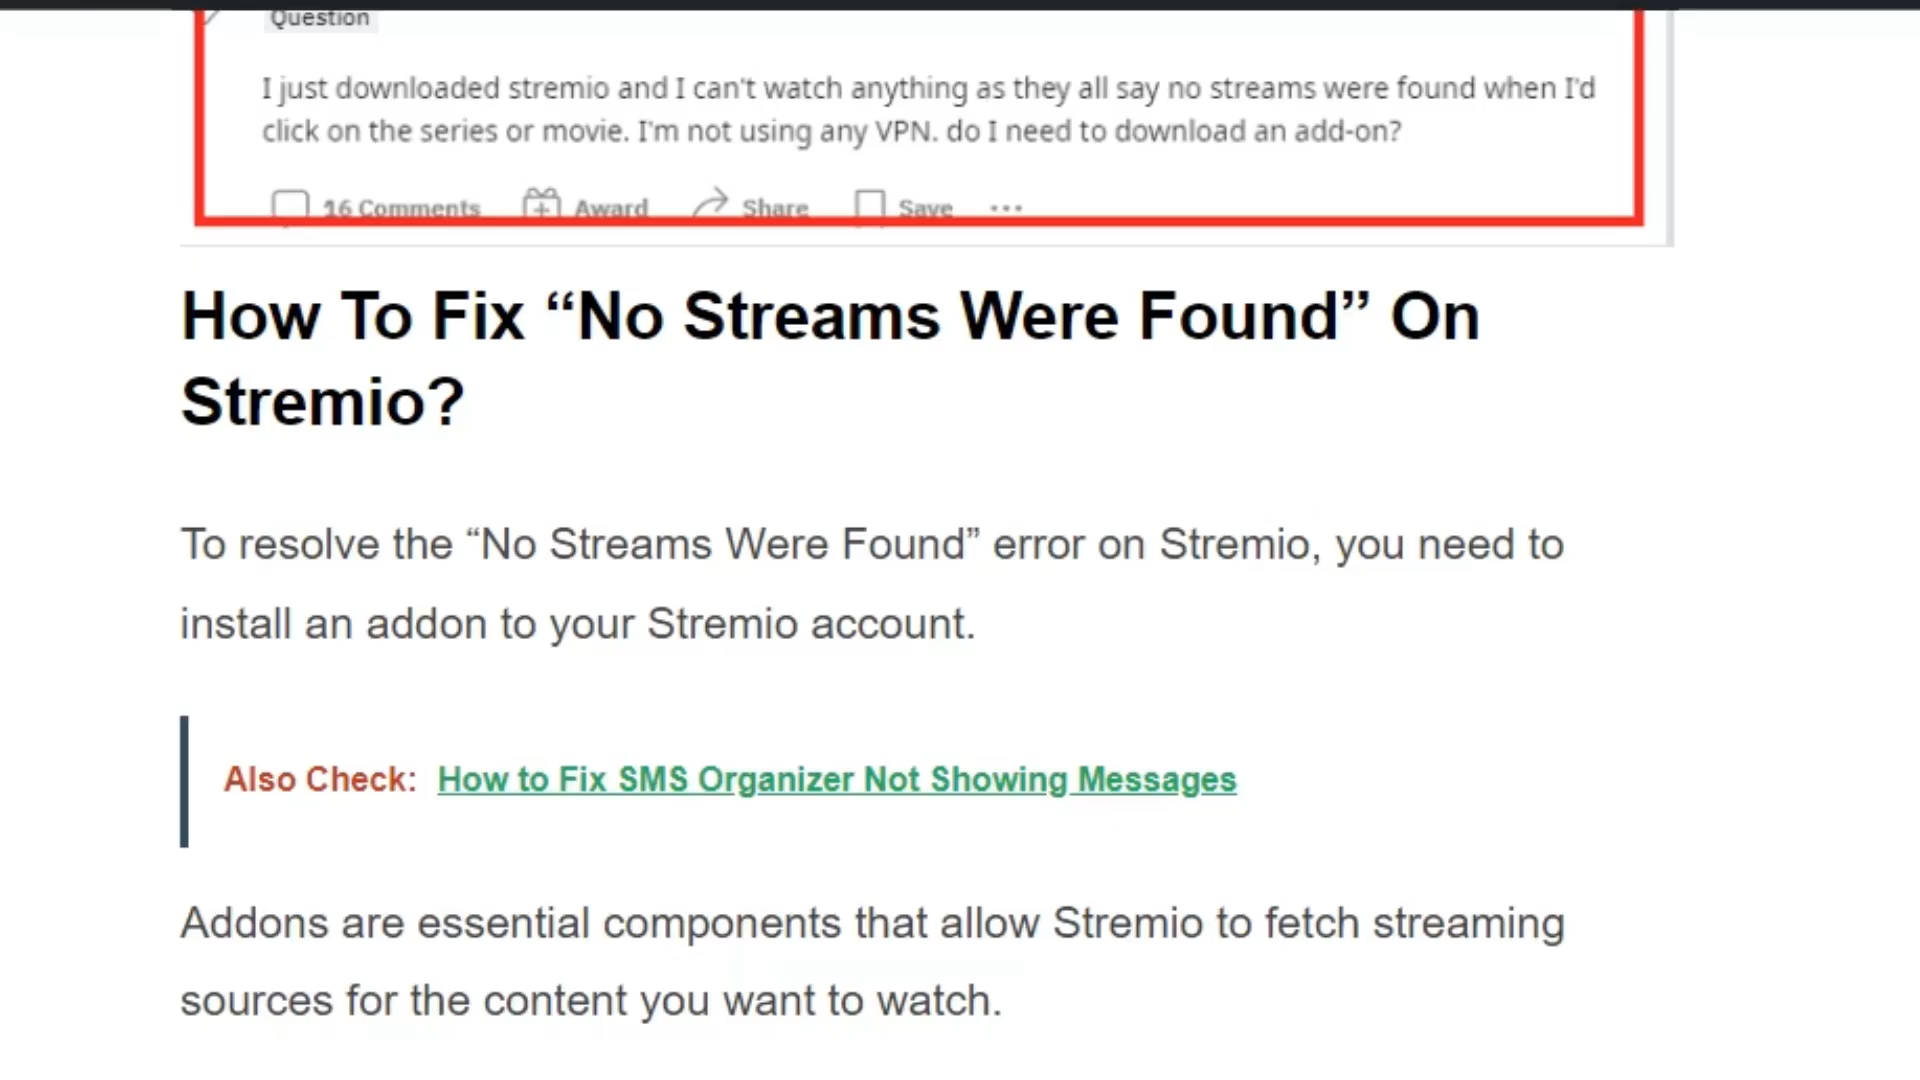 Question
I just downloaded stremio and I can't watch anything as they all say no streams were found when I'd
click on the series or movie. I'm not using any VPN. do I need to download an add-on?
16 Comments Award Share Save ...
How To Fix “No Streams Were Found” On
Stremio?
To resolve the “No Streams Were Found” error on Stremio, you need to
install an addon to your Stremio account.
Also Check: How to Fix SMS Organizer Not Showing Messages
Addons are essential components that allow Stremio to fetch streaming
sources for the content you want to watch.